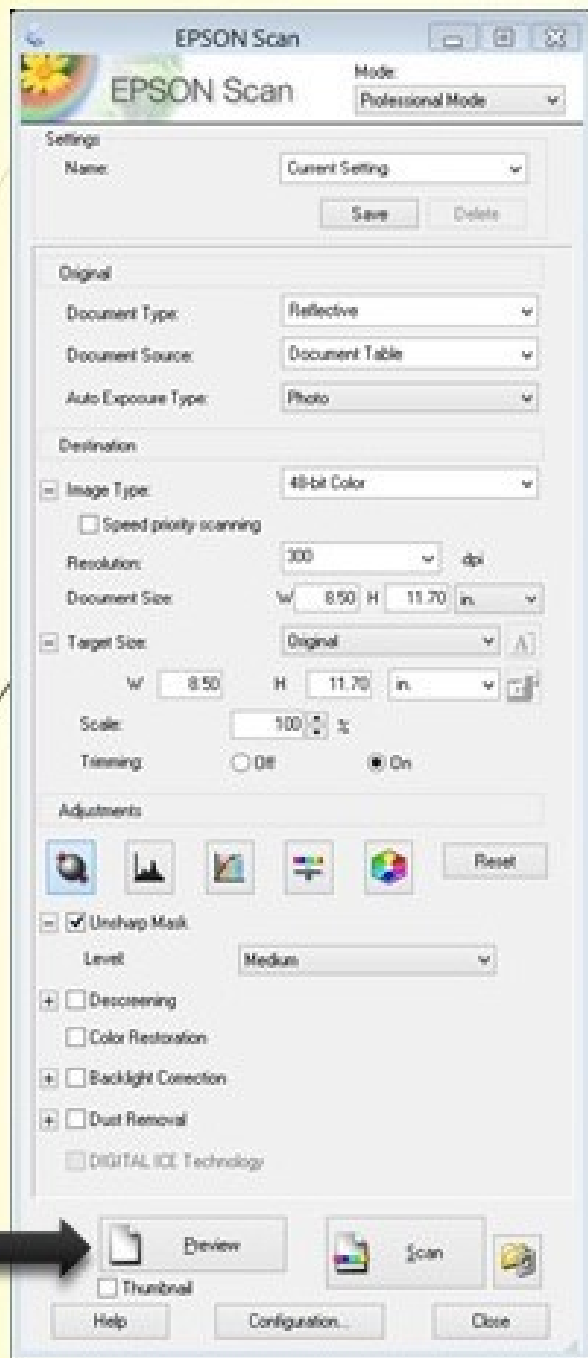 EPSON Scan
EPSON Scan
Mode:
Professional Mode
Settings
Name: Current Setting
Save Delete
Original
Document Type: Reflective
Document Source: Document Table
Auto Exposure Type: Photo
Destination
Image Type: 48-bit Color
Speed priority scanning
Resolution: 300 dpi
Document Size: W 8.50 H 11.70 in.
Target Size: Original
W 8.50 H 11.70 in.
Scale: 100 %
Trimming: Off On
Adjustments
Reset
Unsharp Mask
Level: Medium
Descreening
Color Restoration
Backlight Correction
Dust Removal
DIGITAL ICE Technology
Preview Scan
Thumbnail
Help Configuration... Close